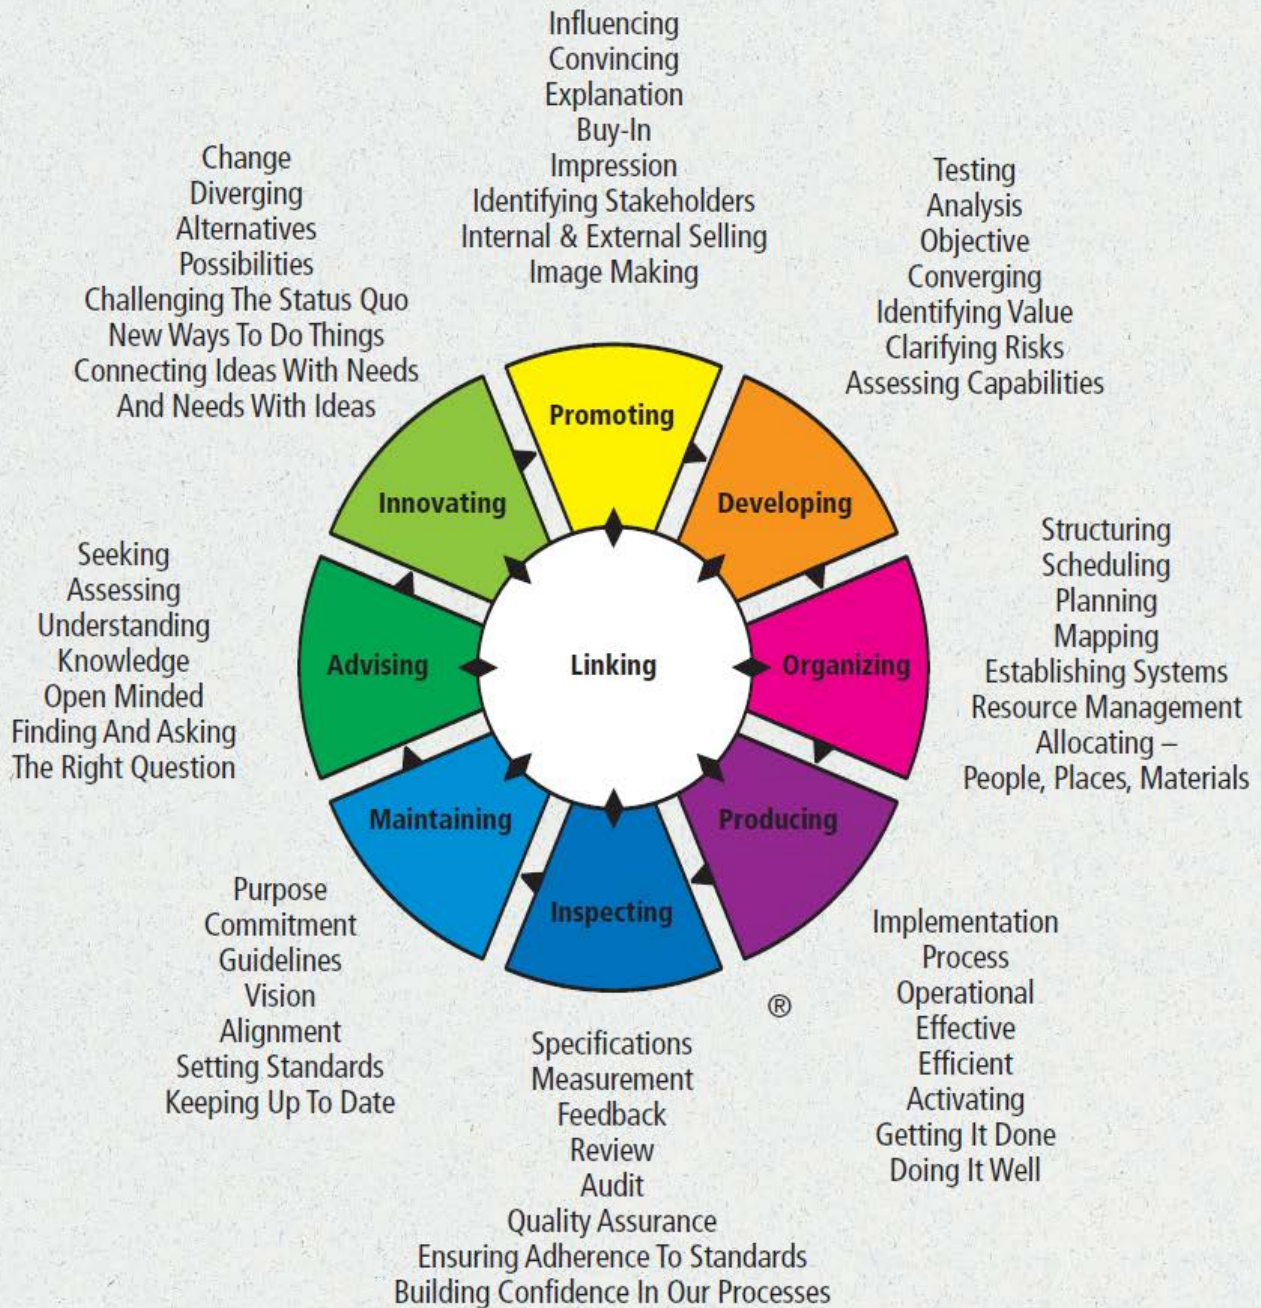 Influencing
Convincing
Explanation
Buy-In
Impression
Identifying Stakeholders
Internal & External Selling
Image Making
Change
Diverging
Alternatives
Possibilities
Challenging The Status Quo
New Ways To Do Things
Connecting Ideas With Needs
And Needs With Ideas
Testing
Analysis
Objective
Converging
Identifying Value
Clarifying Risks
Assessing Capabilities
Promoting
Innovating
Developing
Seeking
Assessing
Understanding
Knowledge
Open Minded
Finding And Asking
The Right Question
Advising
Linking
Organizing
Structuring
Scheduling
Planning
Mapping
Establishing Systems
Resource Management
Allocating –
People, Places, Materials
Maintaining
Producing
Inspecting
Purpose
Commitment
Guidelines
Vision
Alignment
Setting Standards
Keeping Up To Date
®
Specifications
Measurement
Feedback
Review
Audit
Quality Assurance
Ensuring Adherence To Standards
Building Confidence In Our Processes
Implementation
Process
Operational
Effective
Efficient
Activating
Getting It Done
Doing It Well